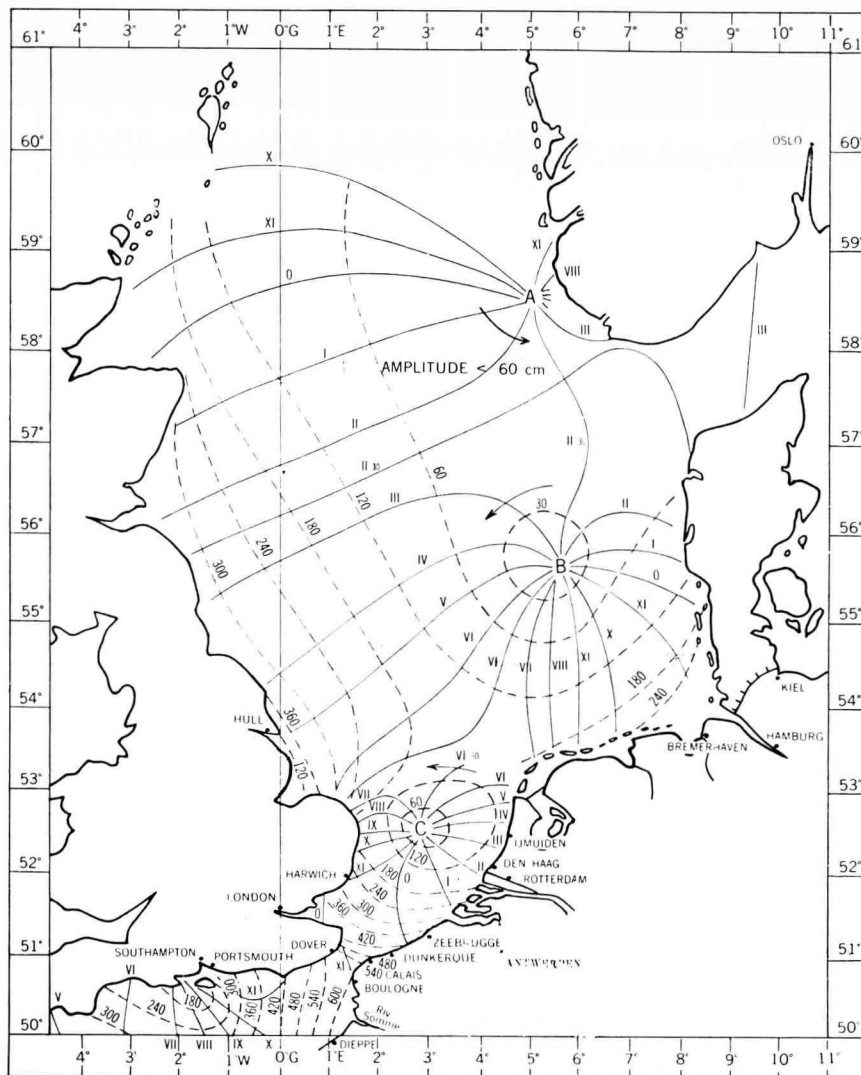 4° 3° 2° 1°W 0°G 1°E 2° 3° 4° 5° 6° 7° 8° 9° 10° 11°
61° 61°
OSLO
60° 60°
X
59° XI XI 59°
0 VIII
A
III
58° I III 58°
AMPLITUDE < 60 cm
57° II 57°
II 30 60 II 30
120
III
56° 180 30 II 56°
240 I
300 IV B 0
V XI
55° X 55°
VI VI VII VIII XI
180 KIEL
54° 360 240 54°
HULL HAMBURG
BREMERHAVEN
120 VI 30
53° VII VI 53°
VIII 60 V
IX C IV
X III IJMUIDEN
52° 120 DEN HAAG 52°
HARWICH XI 180 0 I II ROTTERDAM
LONDON 240
360 300
0 420
51° DOVER ZEEBRUGGE 51°
SOUTHAMPTON PORTSMOUTH XI 480 DUNKERQUE ANTWERPEN
VI 540 CALAIS
300 XI BOULOGNE
V 180 360 420 480 540 600
240 Riv Somme
50° 300 50°
VII VIII IX X DIEPPE
4° 3° 2° 1°W 0°G 1°E 2° 3° 4° 5° 6° 7° 8° 9° 10° 11°